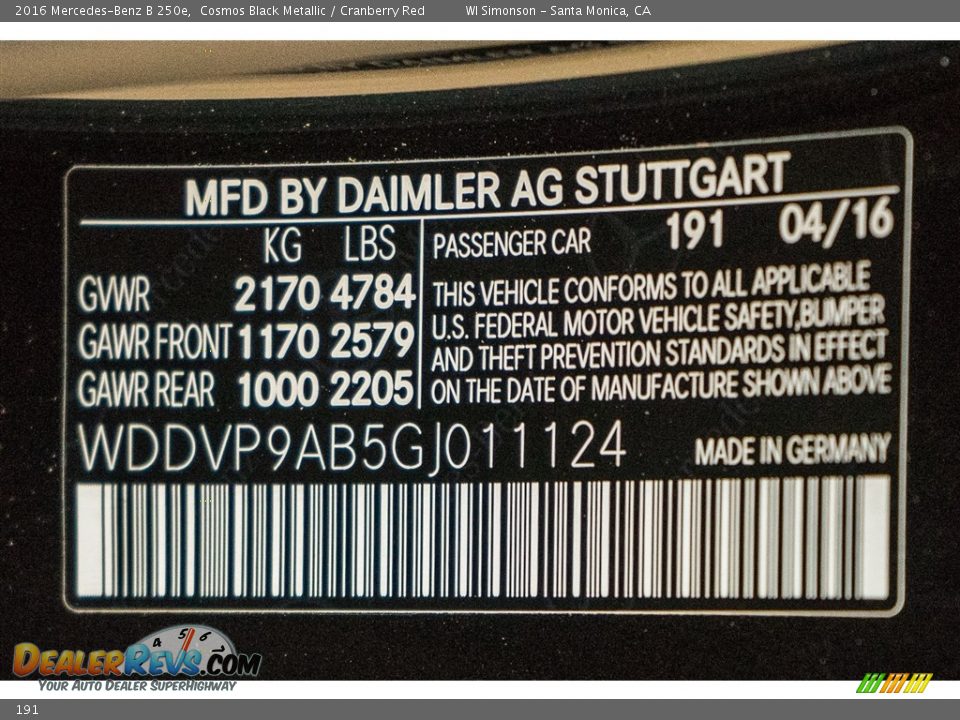 2016 Mercedes-Benz B 250e, Cosmos Black Metallic / Cranberry Red WI Simonson - Santa Monica, CA
MFD BY DAIMLER AG STUTTGART
KG LBS
GVWR 2170 4784
GAWR FRONT 1170 2579
GAWR REAR 1000 2205
PASSENGER CAR 191 04/16
THIS VEHICLE CONFORMS TO ALL APPLICABLE
U.S. FEDERAL MOTOR VEHICLE SAFETY,BUMPER
AND THEFT PREVENTION STANDARDS IN EFFECT
ON THE DATE OF MANUFACTURE SHOWN ABOVE
WDDVP9AB5GJ011124 MADE IN GERMANY
4 5 6
DEALERREVS.COM
YOUR AUTO DEALER SUPERHIGHWAY
191